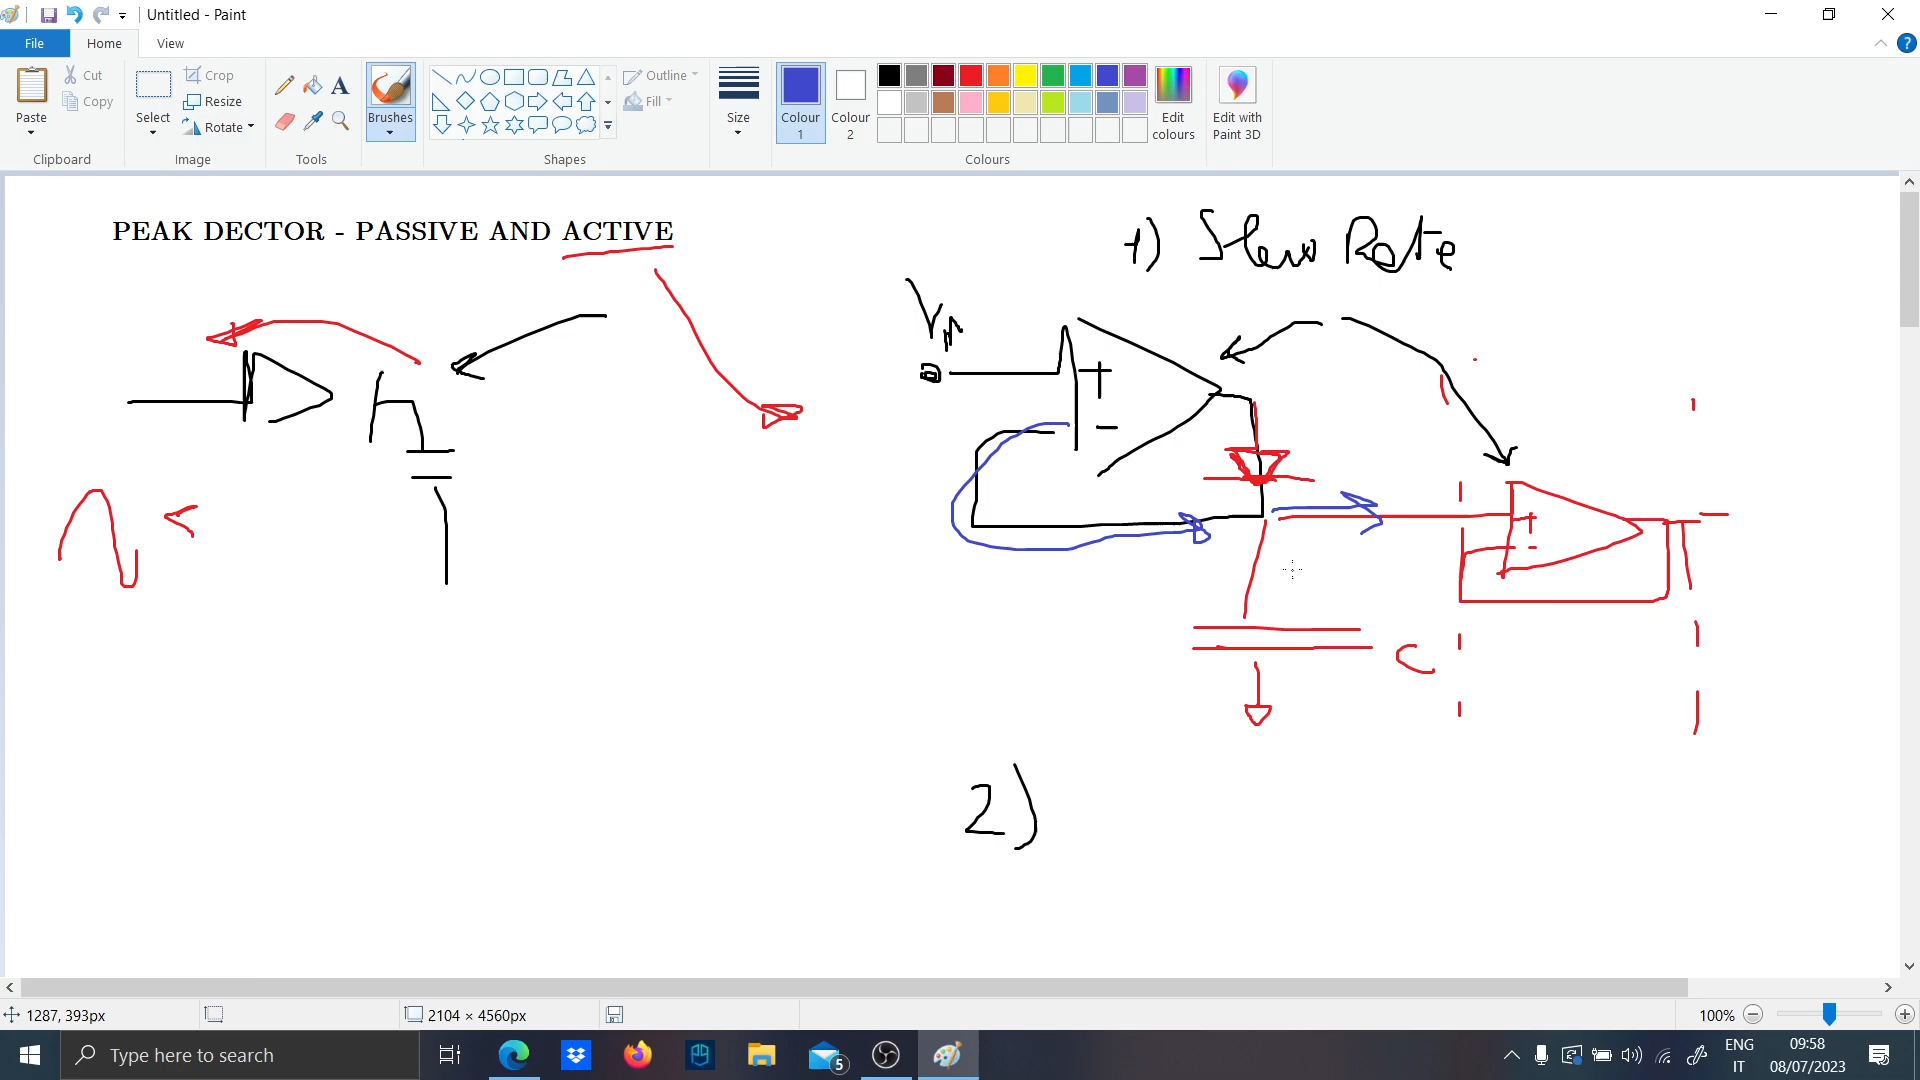 Untitled - Paint
File Home View
Paste
Cut
Copy
Clipboard
Select
Crop
Resize
Rotate
Image
Tools
Brushes
Shapes
Outline
Fill
Size
Colour 1
Colour 2
Colours
Edit colours
Edit with Paint 3D
PEAK DECTOR - PASSIVE AND ACTIVE
1) Slew Rate
+
-
+
-
C
2)
1287, 393px
2104 × 4560px
100%
Type here to search
5
ENG
IT
09:58
08/07/2023